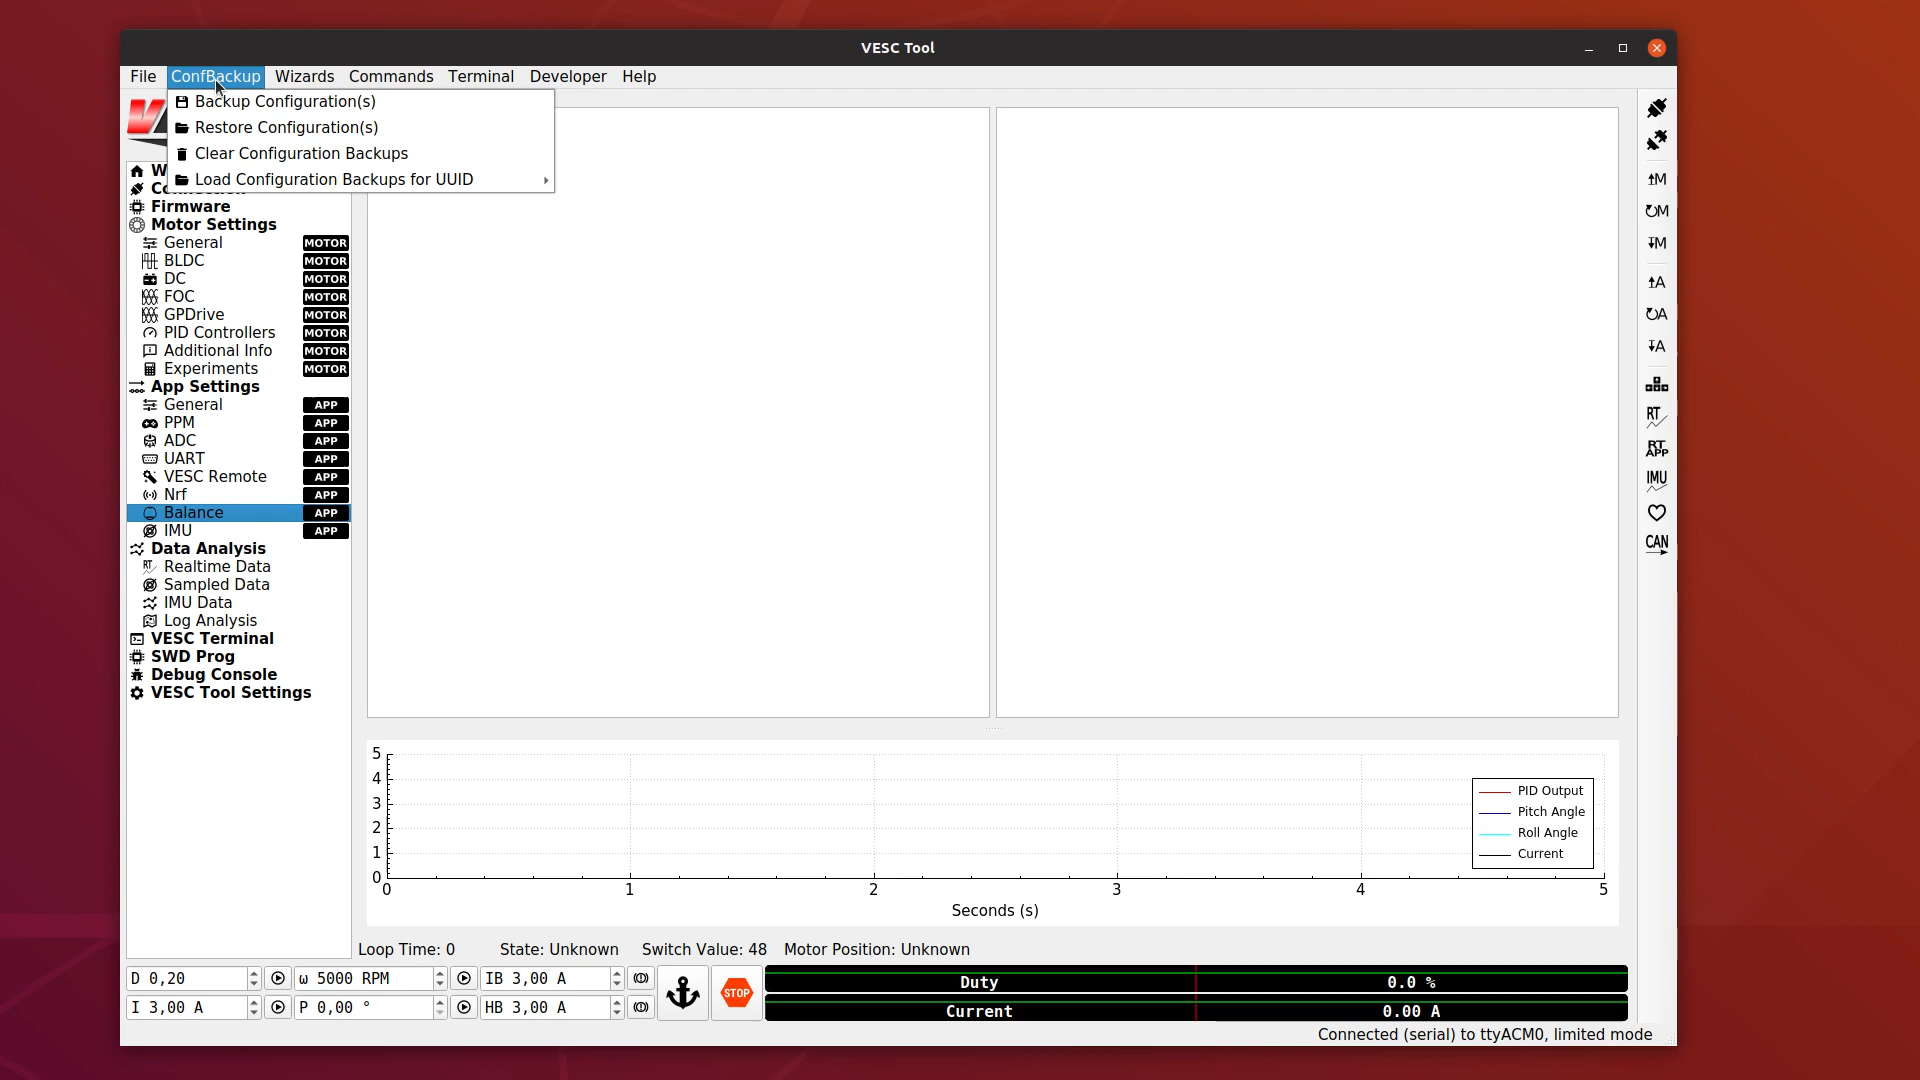 VESC Tool
File ConfBackup Wizards Commands Terminal Developer Help
Backup Configuration(s)
Restore Configuration(s)
Clear Configuration Backups
Load Configuration Backups for UUID
Firmware
Motor Settings
General MOTOR
BLDC MOTOR
DC MOTOR
FOC MOTOR
GPDrive MOTOR
PID Controllers MOTOR
Additional Info MOTOR
Experiments MOTOR
App Settings
General APP
PPM APP
ADC APP
UART APP
VESC Remote APP
Nrf APP
Balance APP
IMU APP
Data Analysis
RT Realtime Data
Sampled Data
IMU Data
Log Analysis
VESC Terminal
SWD Prog
Debug Console
VESC Tool Settings
M
M
M
A
A
A
RT
RT
APP
IMU
CAN
5
4
3
2
1
0
0 1 2 3 4 5
Seconds (s)
PID Output
Pitch Angle
Roll Angle
Current
Loop Time: 0 State: Unknown Switch Value: 48 Motor Position: Unknown
D 0,20 ω 5000 RPM IB 3,00 A
I 3,00 A P 0,00 ° HB 3,00 A
STOP
Duty 0.0 %
Current 0.00 A
Connected (serial) to ttyACM0, limited mode